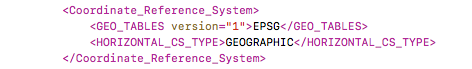 <Coordinate_Reference_System>
<GEO_TABLES version="1">EPSG</GEO_TABLES>
<HORIZONTAL_CS_TYPE>GEOGRAPHIC</HORIZONTAL_CS_TYPE>
</Coordinate_Reference_System>